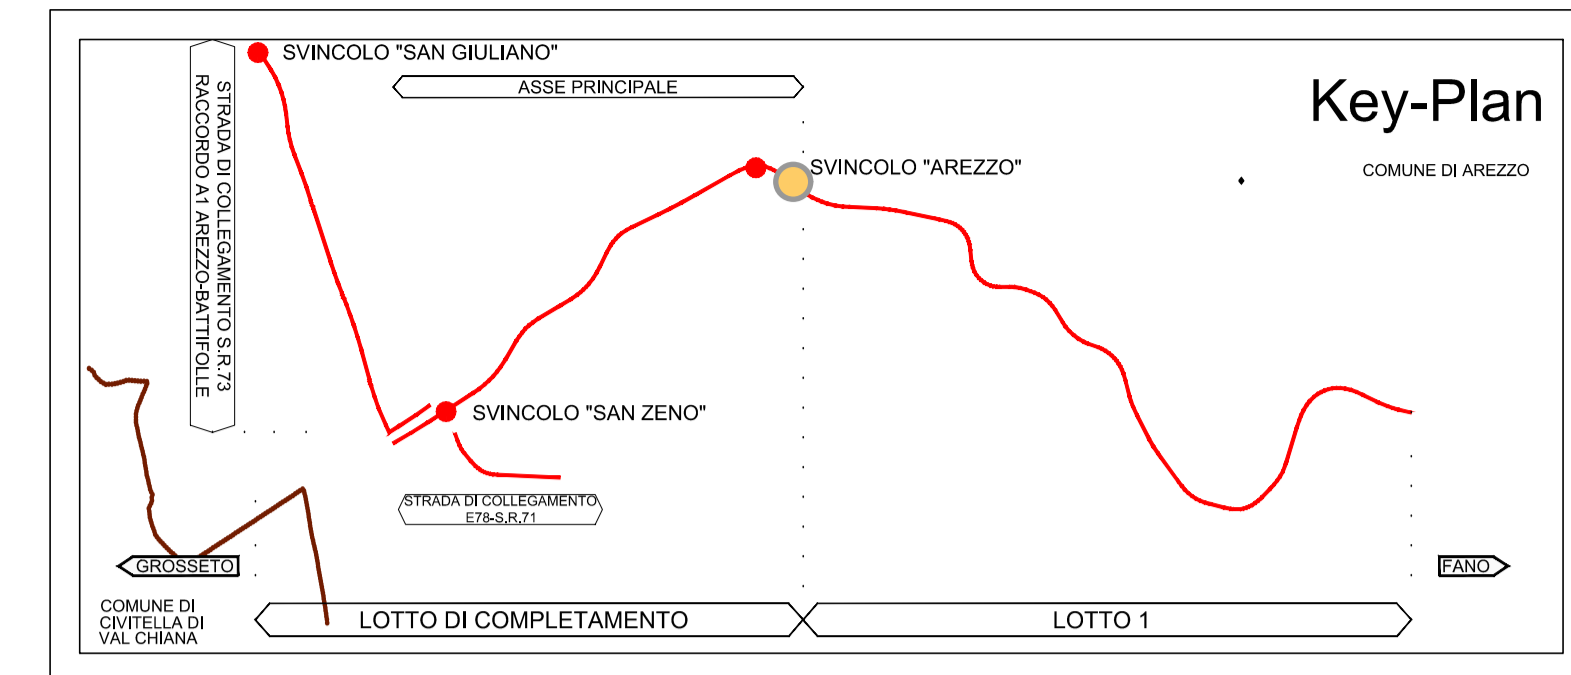 SVINCOLO "SAN GIULIANO"
ASSE PRINCIPALE
Key-Plan
STRADA DI COLLEGAMENTO S.R.73
RACCORDO A1 AREZZO-BATTIFOLLE
SVINCOLO "AREZZO"
COMUNE DI AREZZO
SVINCOLO "SAN ZENO"
STRADA DI COLLEGAMENTO
E78-S.R.71
GROSSETO
FANO
COMUNE DI
CIVITELLA DI
VAL CHIANA
LOTTO DI COMPLETAMENTO
LOTTO 1